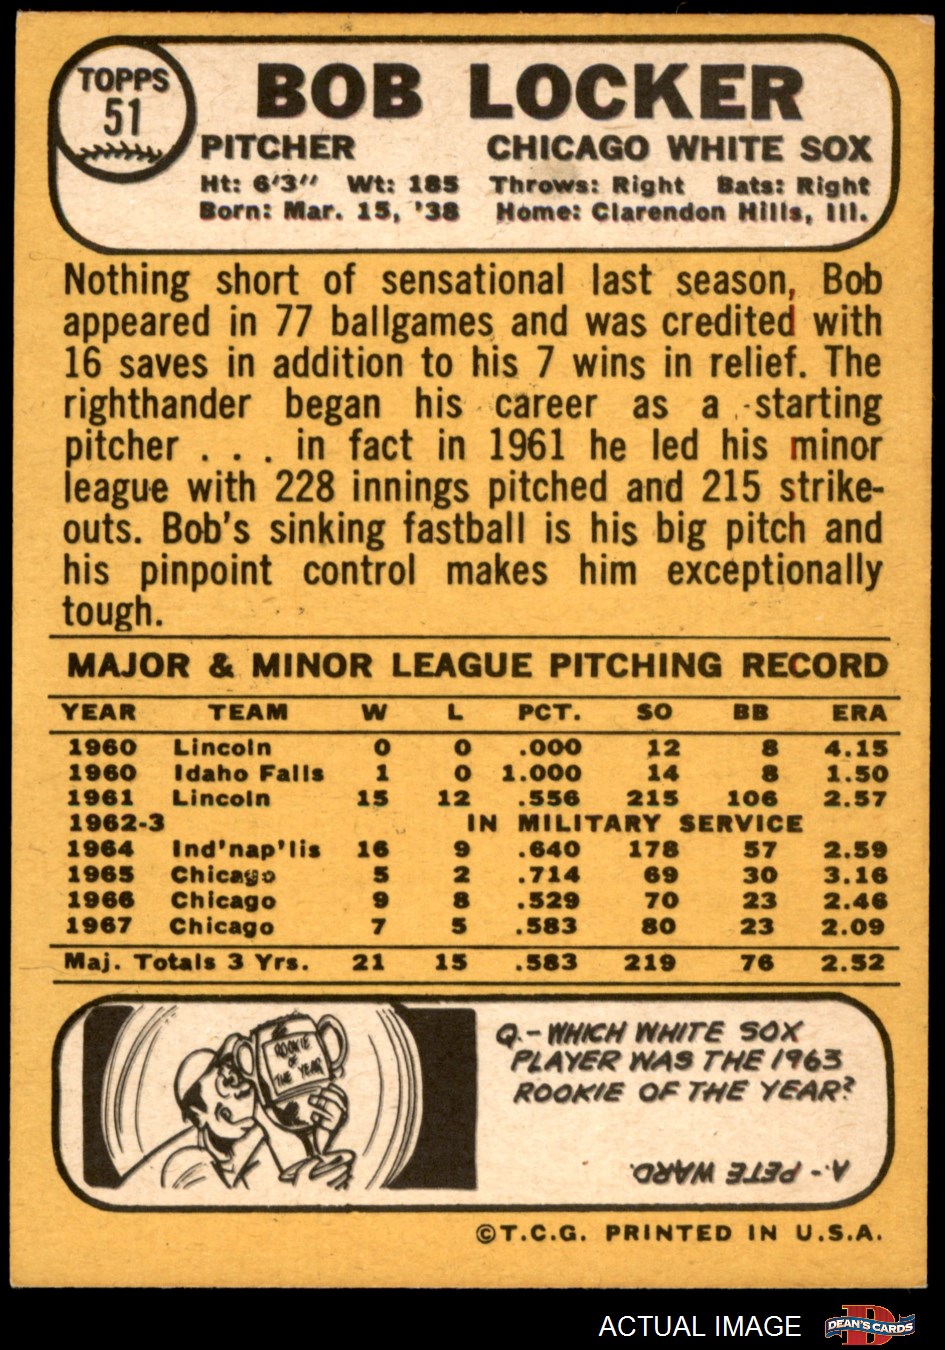 TOPPS
51
BOB LOCKER
PITCHER CHICAGO WHITE SOX
Ht: 6'3" Wt: 185 Throws: Right Bats: Right
Born: Mar. 15, '38 Home: Clarendon Hills, Ill.
Nothing short of sensational last season, Bob
appeared in 77 ballgames and was credited with
16 saves in addition to his 7 wins in relief. The
righthander began his career as a starting
pitcher . . . in fact in 1961 he led his minor
league with 228 innings pitched and 215 strike-
outs. Bob's sinking fastball is his big pitch and
his pinpoint control makes him exceptionally
tough.
MAJOR & MINOR LEAGUE PITCHING RECORD
YEAR TEAM W L PCT. SO BB ERA
1960 Lincoln 0 0 .000 12 8 4.15
1960 Idaho Falls 1 0 1.000 14 8 1.50
1961 Lincoln 15 12 .556 215 106 2.57
1962-3 IN MILITARY SERVICE
1964 Ind'nap'lis 16 9 .640 178 57 2.59
1965 Chicago 5 2 .714 69 30 3.16
1966 Chicago 9 8 .529 70 23 2.46
1967 Chicago 7 5 .583 80 23 2.09
Maj. Totals 3 Yrs. 21 15 .583 219 76 2.52
ROOKIE
OF
THE YEAR
Q.-WHICH WHITE SOX
PLAYER WAS THE 1963
ROOKIE OF THE YEAR?
A.-PETE WARD.
©T.C.G. PRINTED IN U.S.A.
ACTUAL IMAGE
D
DEAN'S CARDS